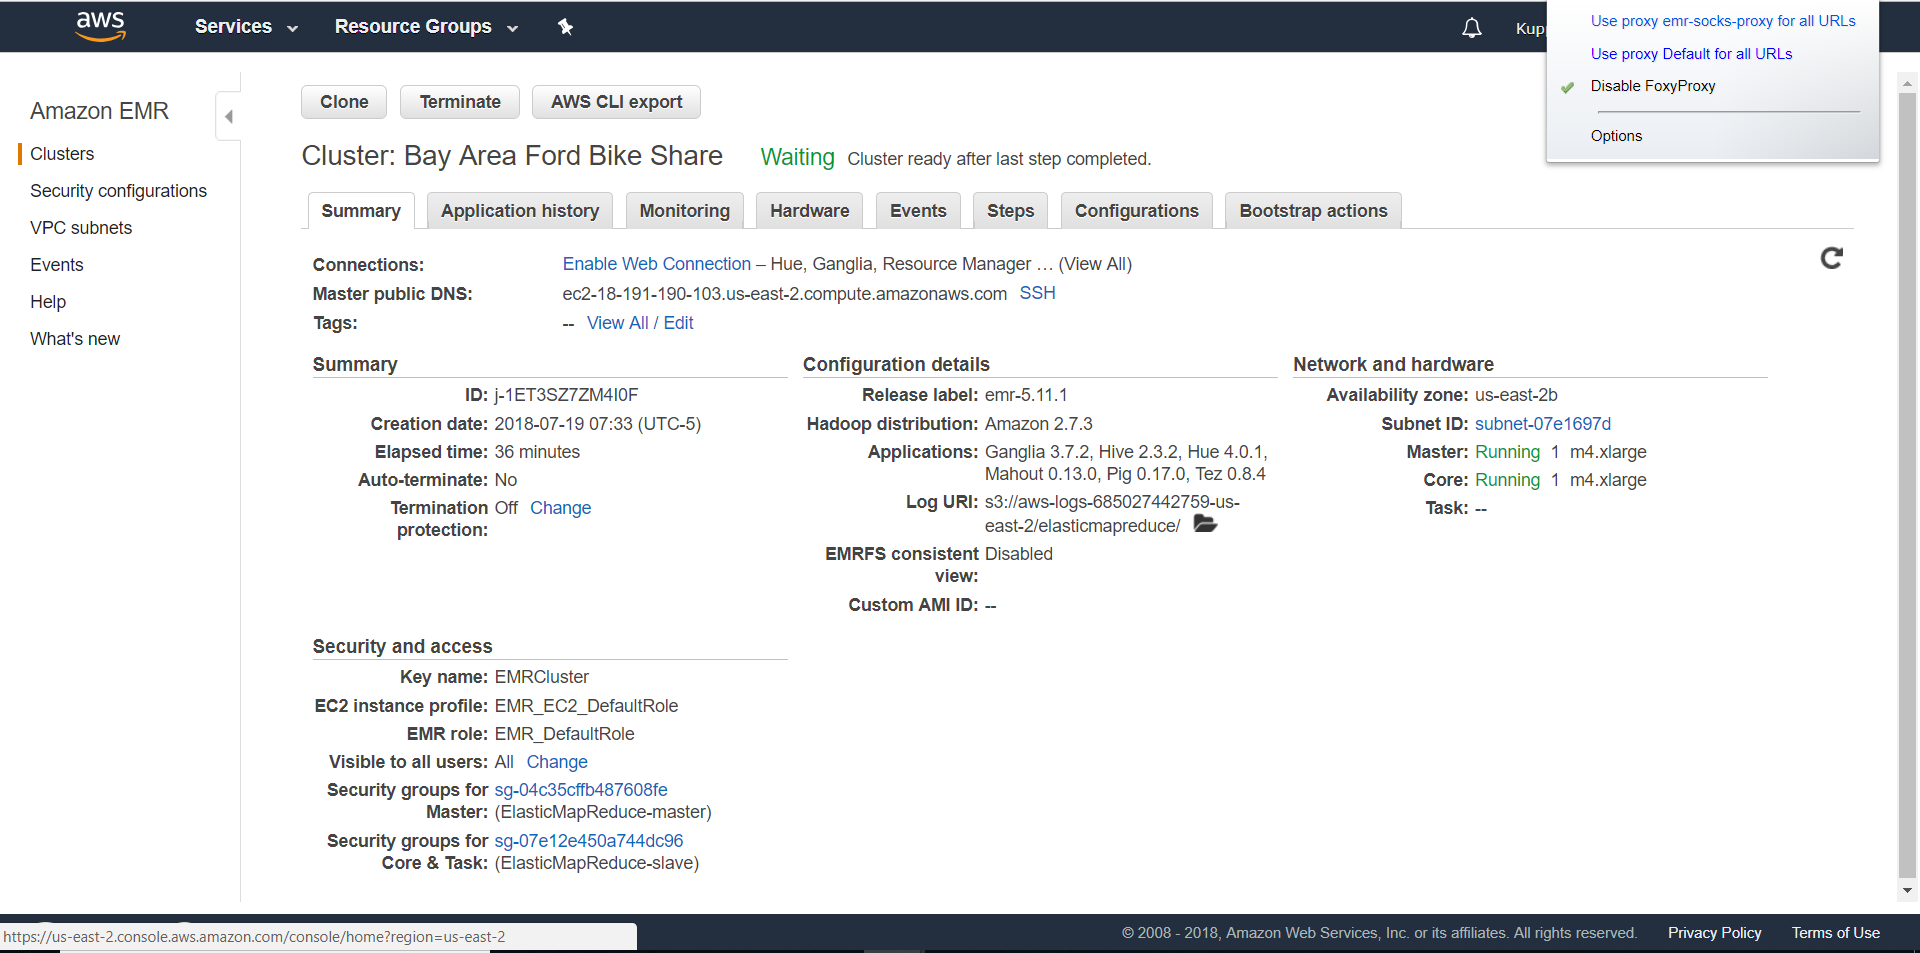 aws Services Resource Groups
Use proxy emr-socks-proxy for all URLs
Use proxy Default for all URLs
Disable FoxyProxy
Options
Amazon EMR
Clusters
Security configurations
VPC subnets
Events
Help
What's new
Clone Terminate AWS CLI export
Cluster: Bay Area Ford Bike Share Waiting Cluster ready after last step completed.
Summary Application history Monitoring Hardware Events Steps Configurations Bootstrap actions
Connections: Enable Web Connection – Hue, Ganglia, Resource Manager … (View All)
Master public DNS: ec2-18-191-190-103.us-east-2.compute.amazonaws.com SSH
Tags: -- View All / Edit
Summary
ID: j-1ET3SZ7ZM4I0F
Creation date: 2018-07-19 07:33 (UTC-5)
Elapsed time: 36 minutes
Auto-terminate: No
Termination Off Change
protection:
Configuration details
Release label: emr-5.11.1
Hadoop distribution: Amazon 2.7.3
Applications: Ganglia 3.7.2, Hive 2.3.2, Hue 4.0.1,
Mahout 0.13.0, Pig 0.17.0, Tez 0.8.4
Log URI: s3://aws-logs-685027442759-us-
east-2/elasticmapreduce/
EMRFS consistent Disabled
view:
Custom AMI ID: --
Network and hardware
Availability zone: us-east-2b
Subnet ID: subnet-07e1697d
Master: Running 1 m4.xlarge
Core: Running 1 m4.xlarge
Task: --
Security and access
Key name: EMRCluster
EC2 instance profile: EMR_EC2_DefaultRole
EMR role: EMR_DefaultRole
Visible to all users: All Change
Security groups for sg-04c35cffb487608fe
Master: (ElasticMapReduce-master)
Security groups for sg-07e12e450a744dc96
Core & Task: (ElasticMapReduce-slave)
https://us-east-2.console.aws.amazon.com/console/home?region=us-east-2
© 2008 - 2018, Amazon Web Services, Inc. or its affiliates. All rights reserved. Privacy Policy Terms of Use